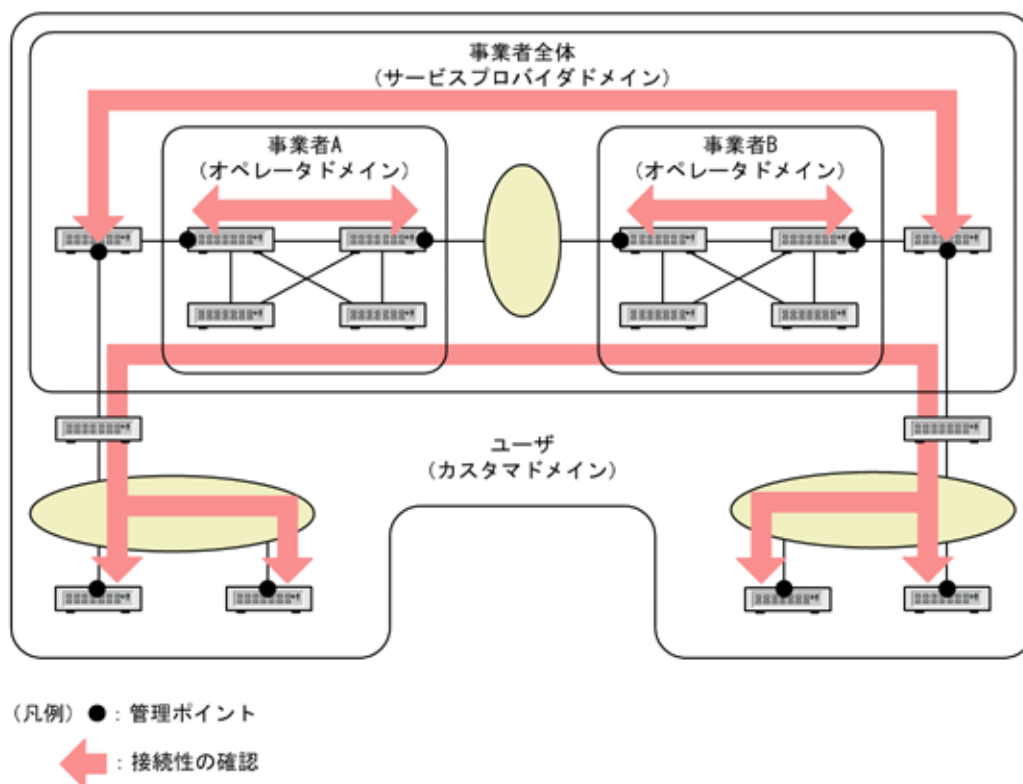 事業者全体
(サービスプロバイダドメイン)
事業者A
(オペレータドメイン)
事業者B
(オペレータドメイン)
ユーザ
(カスタマドメイン)
(凡例) ●：管理ポイント
：接続性の確認